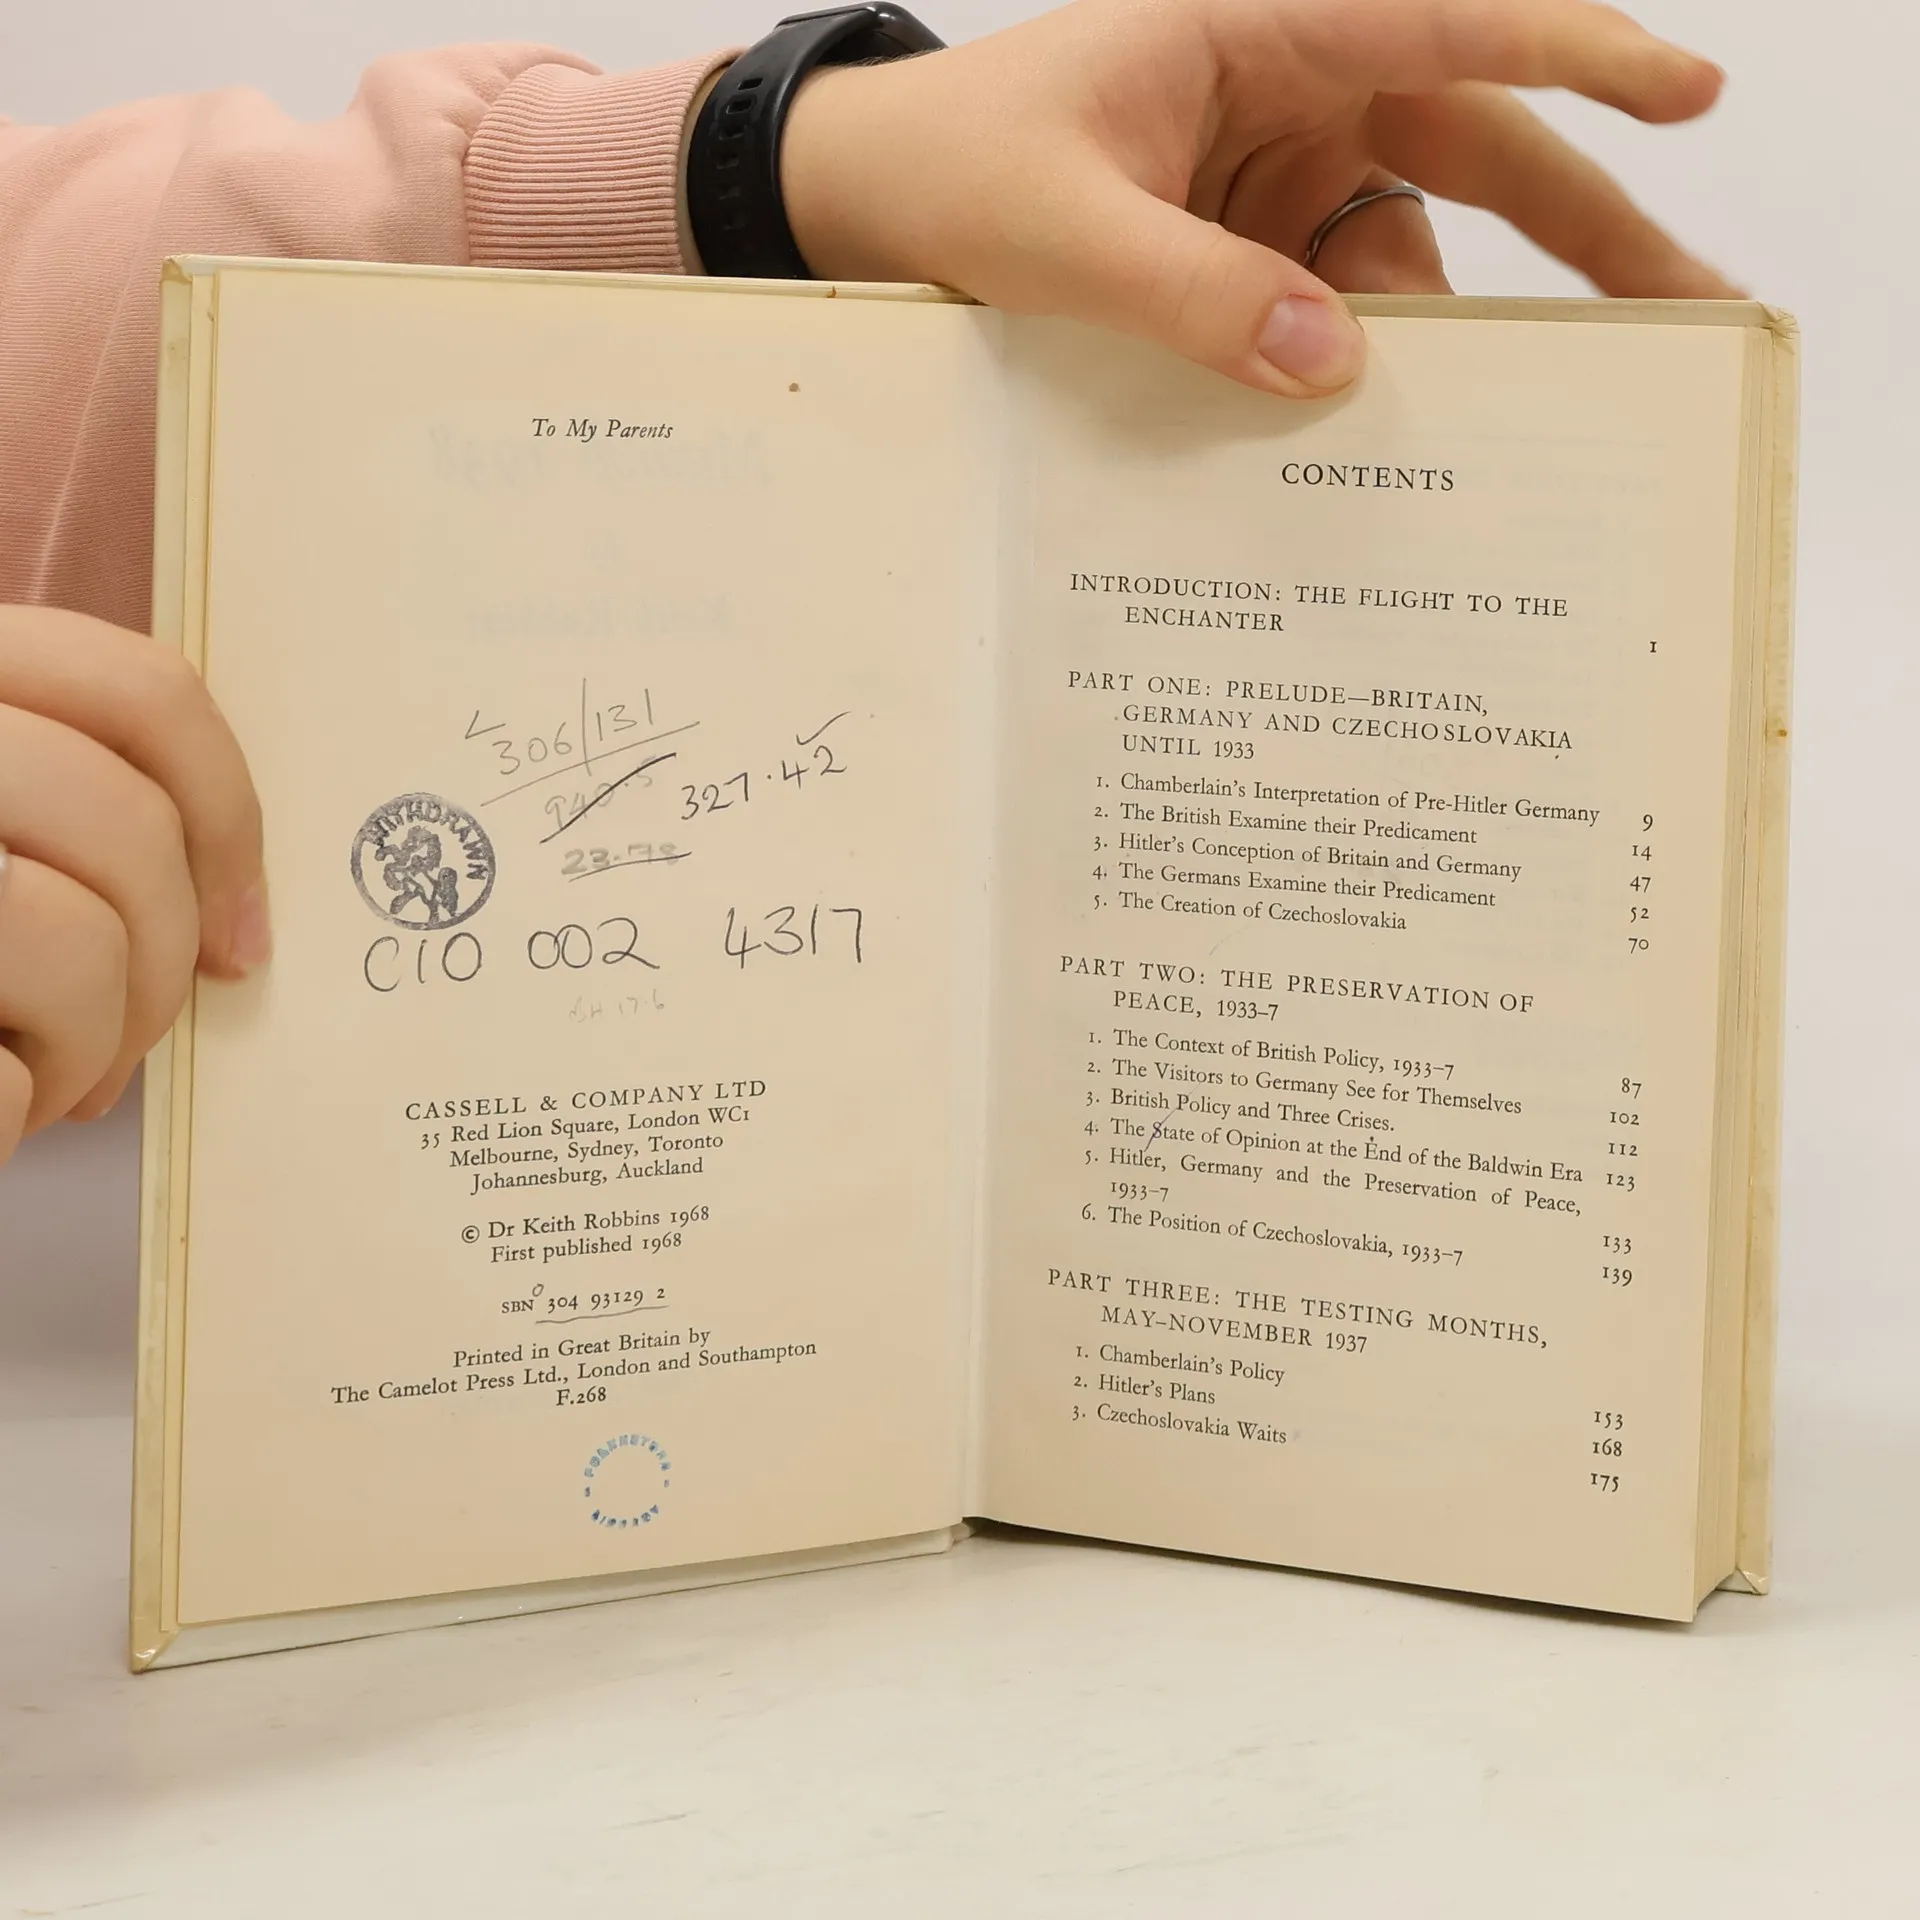 To My Parents
306/131
940.5
327.42
23.78
WITHDRAWN
C10 002 4317
CASSELL & COMPANY LTD
35 Red Lion Square, London WC1
Melbourne, Sydney, Toronto
Johannesburg, Auckland
© Dr Keith Robbins 1968
First published 1968
SBN 0 304 93129 2
Printed in Great Britain by
The Camelot Press Ltd., London and Southampton
F.268
CONTENTS
INTRODUCTION: THE FLIGHT TO THE
ENCHANTER 1
PART ONE: PRELUDE—BRITAIN,
GERMANY AND CZECHOSLOVAKIA
UNTIL 1933
1. Chamberlain's Interpretation of Pre-Hitler Germany 9
2. The British Examine their Predicament 14
3. Hitler's Conception of Britain and Germany 47
4. The Germans Examine their Predicament 52
5. The Creation of Czechoslovakia 70
PART TWO: THE PRESERVATION OF
PEACE, 1933–7
1. The Context of British Policy, 1933–7 87
2. The Visitors to Germany See for Themselves 102
3. British Policy and Three Crises. 112
4. The State of Opinion at the End of the Baldwin Era 123
5. Hitler, Germany and the Preservation of Peace,
1933–7 133
6. The Position of Czechoslovakia, 1933–7 139
PART THREE: THE TESTING MONTHS,
MAY–NOVEMBER 1937
1. Chamberlain's Policy 153
2. Hitler's Plans 168
3. Czechoslovakia Waits 175